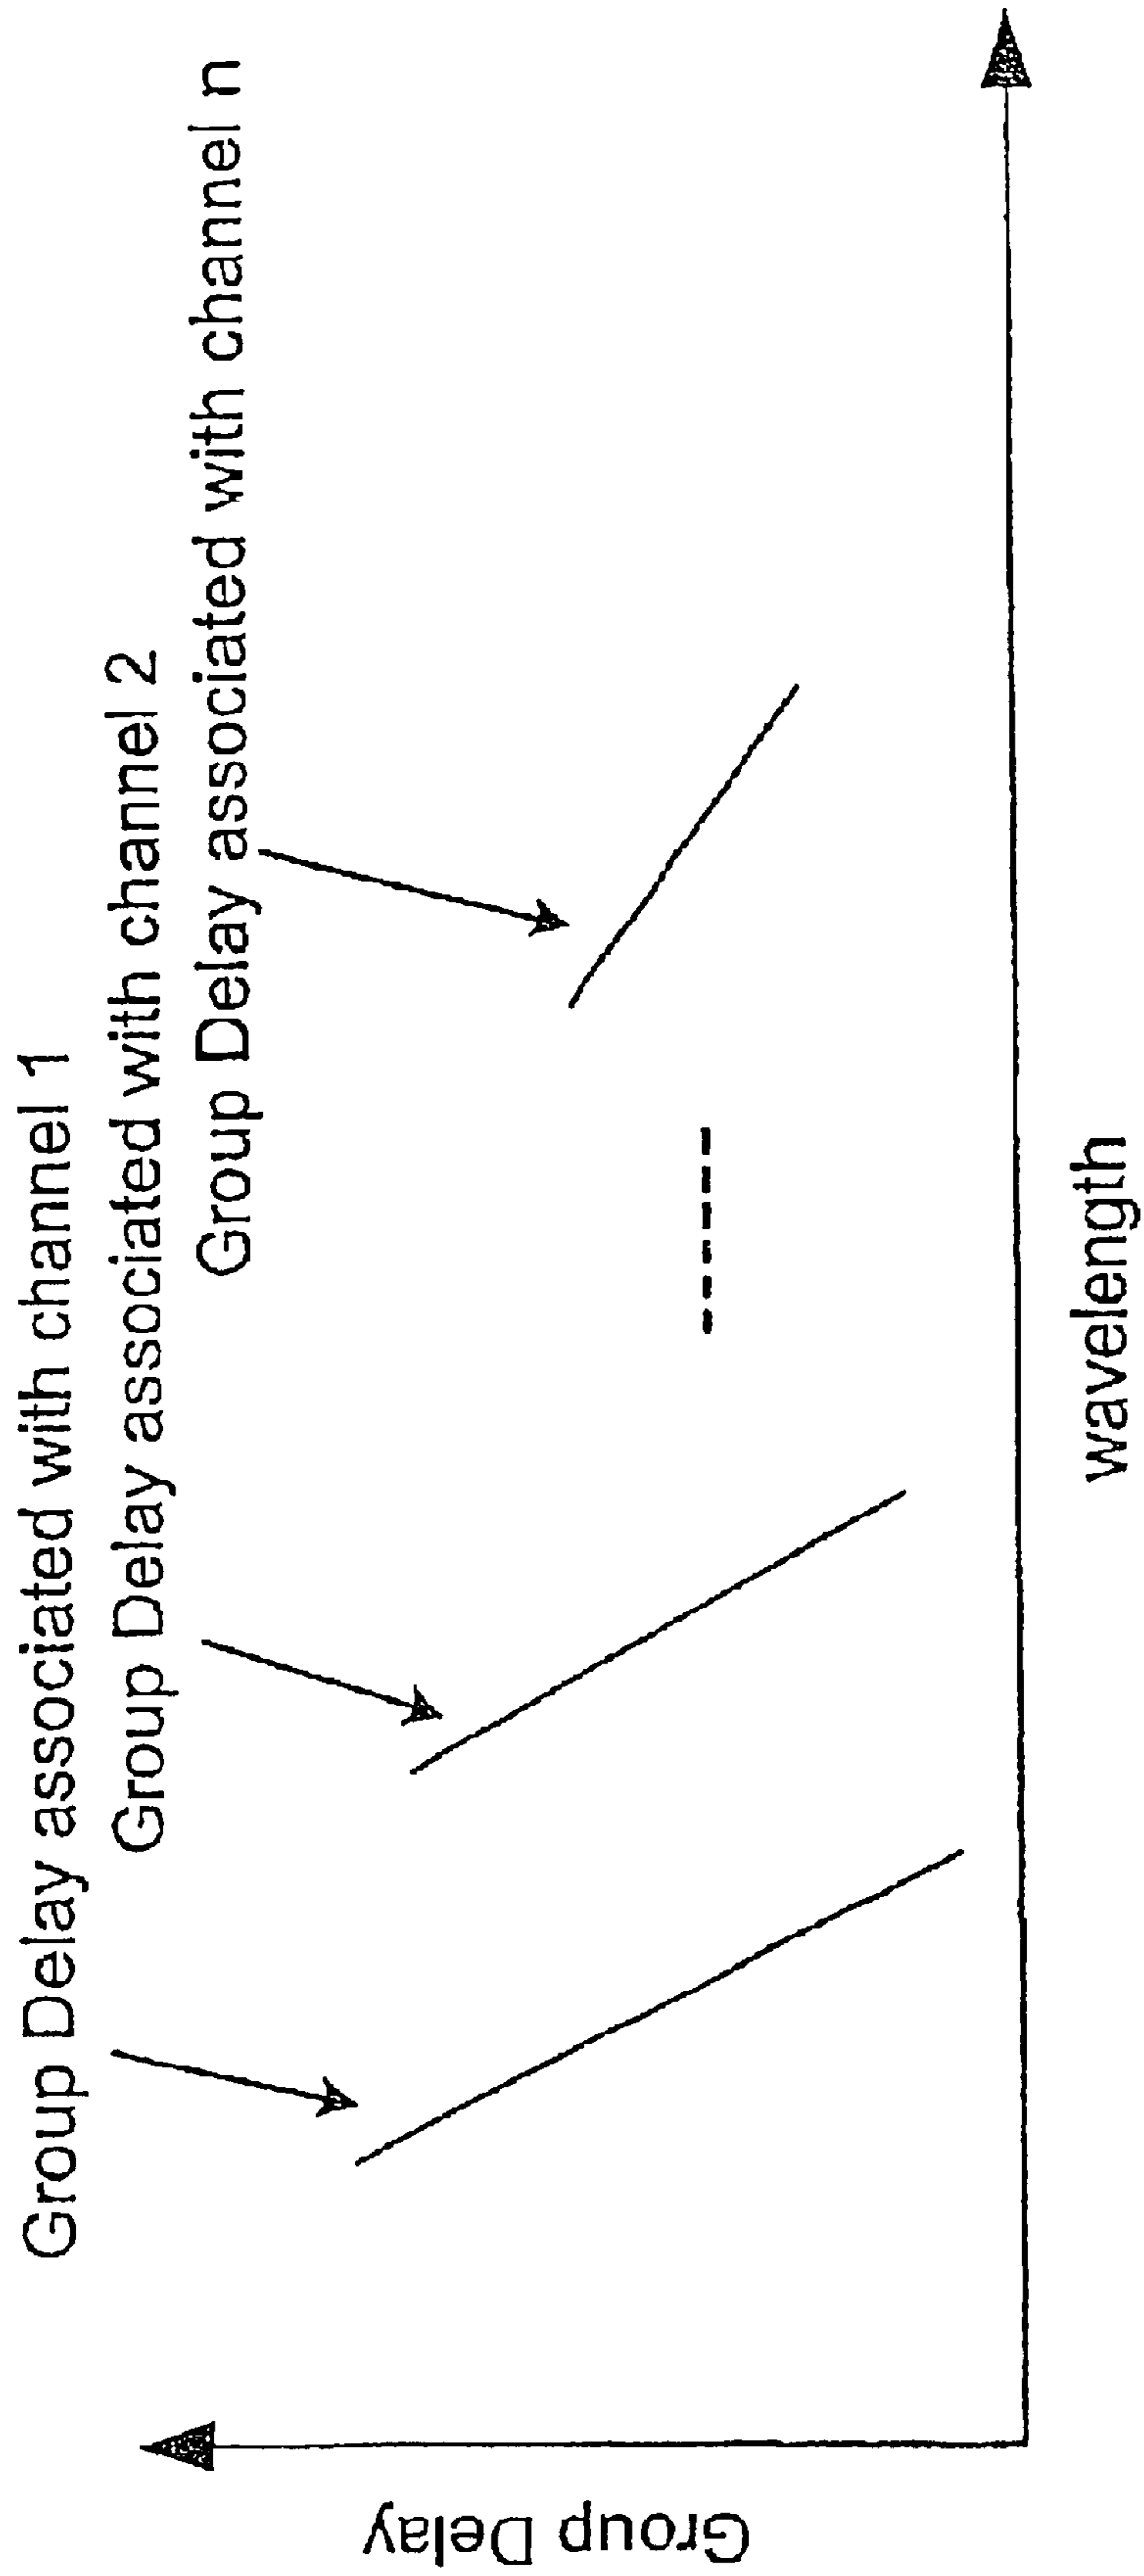 Group Delay associated with channel 1
Group Delay associated with channel 2
Group Delay associated with channel n
Group Delay
wavelength